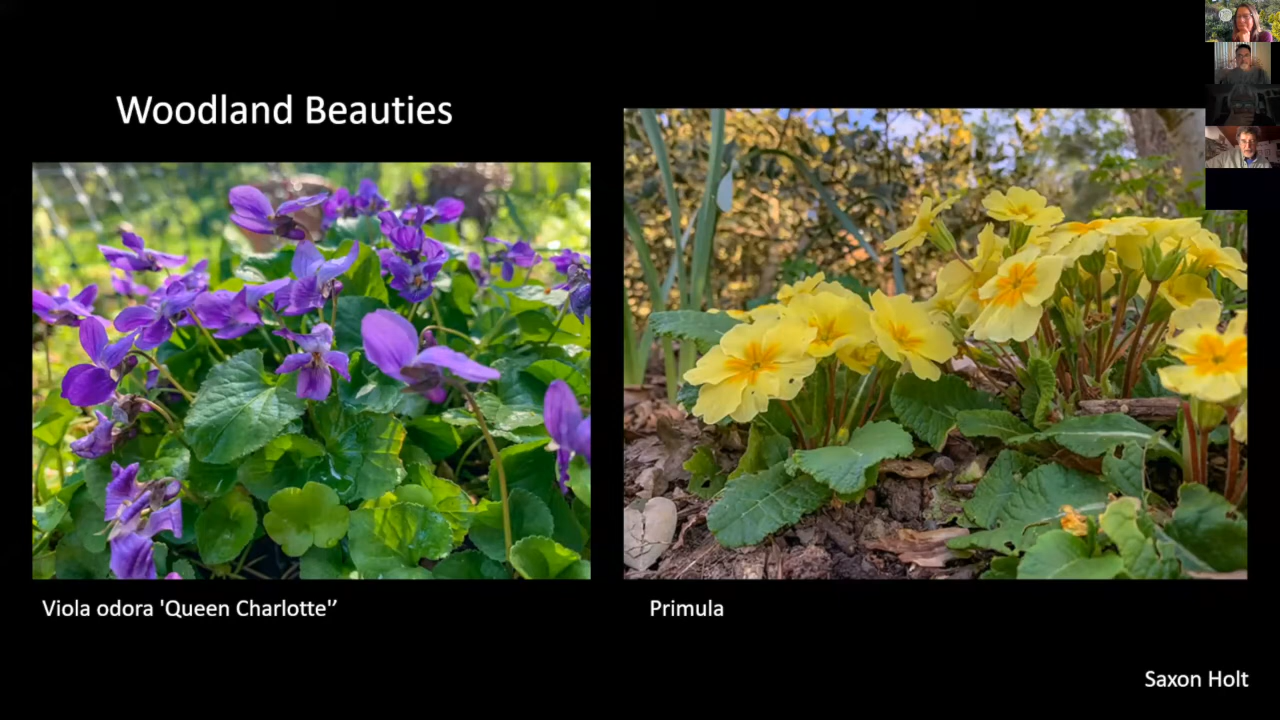 Woodland Beauties
Viola odora 'Queen Charlotte'’
Primula
Saxon Holt